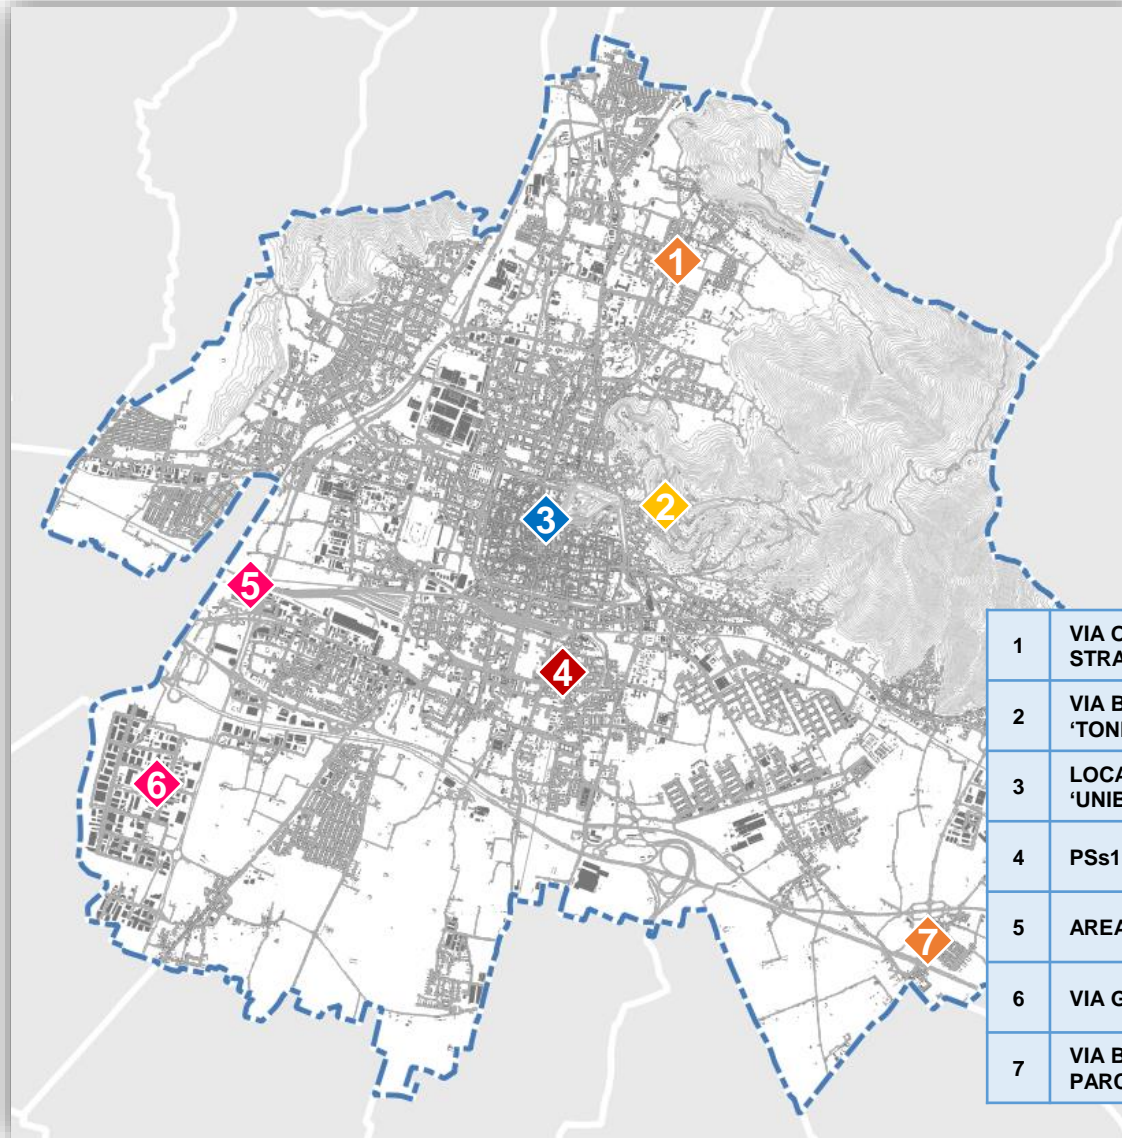 1
2
3
4
5
6
7
1 VIA
STRA
2 VIA B
‘TON
3 LOCA
‘UNIE
4 PSs1
5 AREA
6 VIA G
7 VIA B
PARC